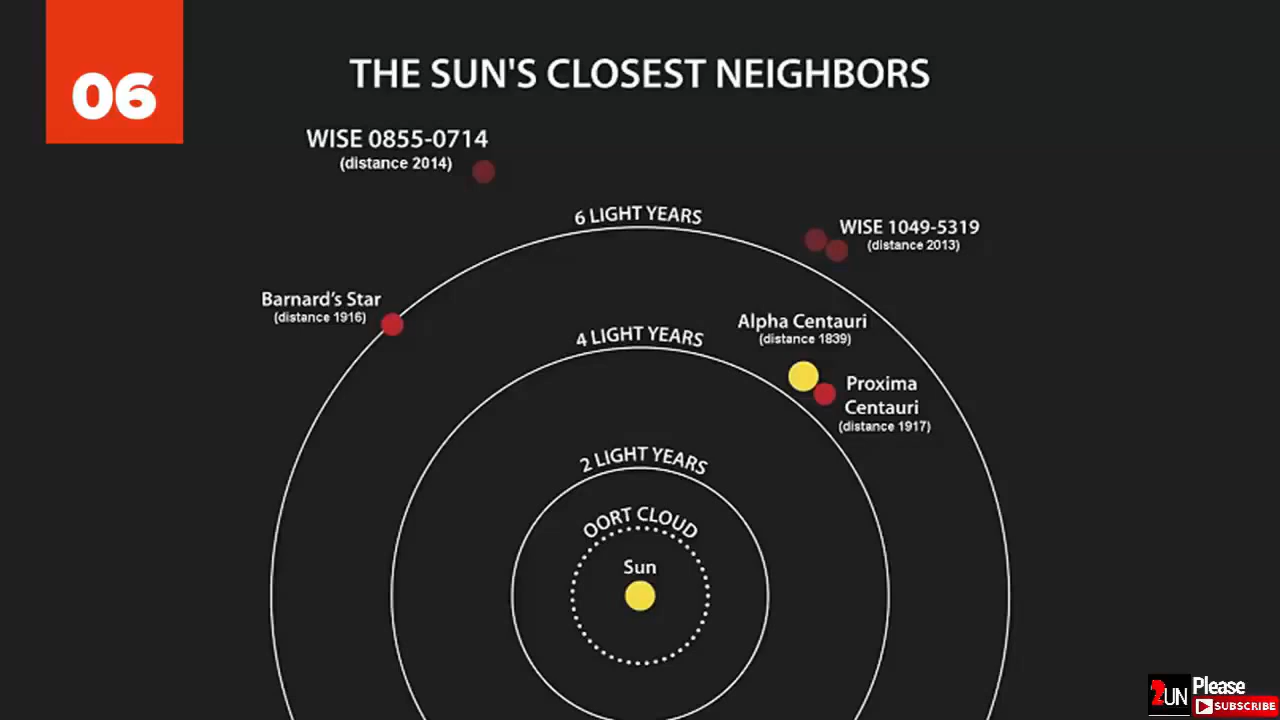 06
THE SUN'S CLOSEST NEIGHBORS
WISE 0855-0714
(distance 2014)
6 LIGHT YEARS
WISE 1049-5319
(distance 2013)
Barnard's Star
(distance 1916)
4 LIGHT YEARS
Alpha Centauri
(distance 1839)
Proxima
Centauri
(distance 1917)
2 LIGHT YEARS
OORT CLOUD
Sun
2UN
Please
SUBSCRIBE